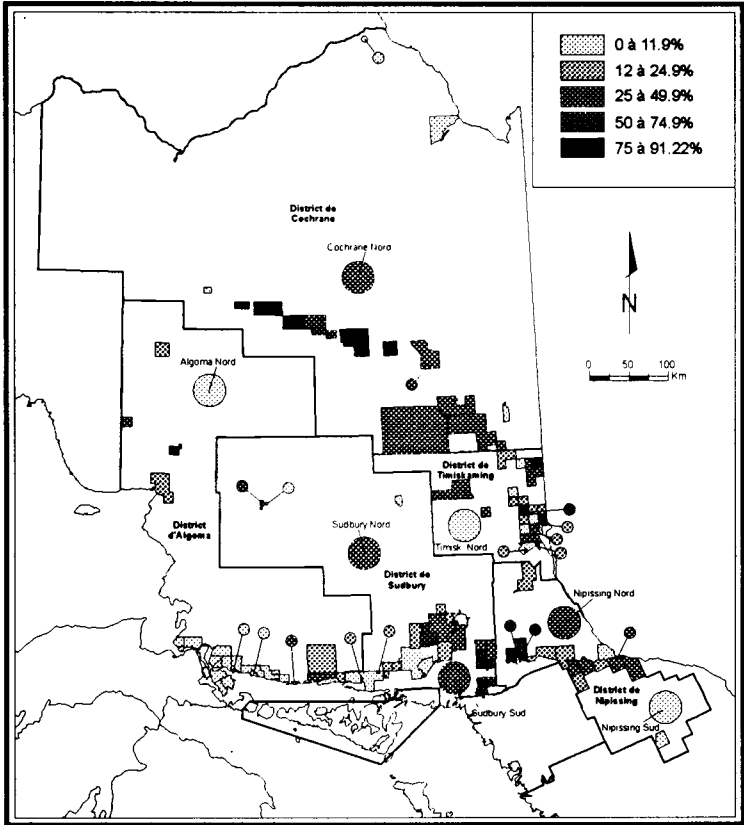 0 à 11.9%
12 à 24.9%
25 à 49.9%
50 à 74.9%
75 à 91.22%
District de
Cochrane
Cochrane Nord
N
0 50 100
Km
Algoma Nord
District de
Timiskaming
District
d'Algoma
Sudbury Nord
Timisk Nord
District de
Sudbury
Nipissing Nord
District de
Nipissing
Sudbury Sud
Nipissing Sud